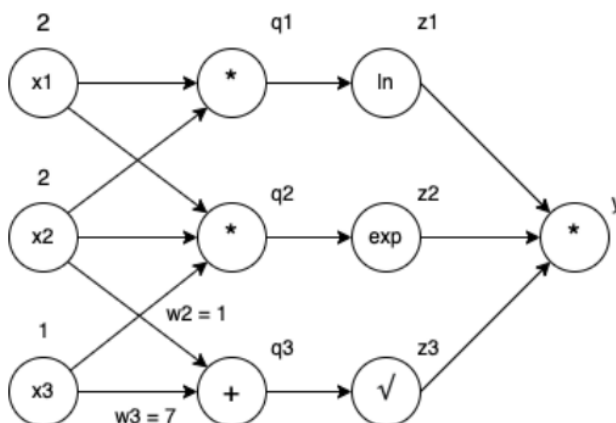 2 q1 z1
x1 * ln
2 q2 z2 y
x2 * exp *
w2 = 1
1 q3 z3
x3 + √
w3 = 7